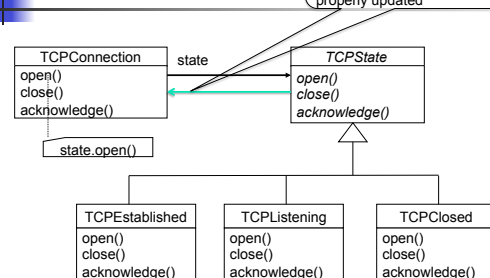 properly updated
TCPConnection
open()
close()
acknowledge()
state
TCPState
open()
close()
acknowledge()
state.open()
TCPEstablished
open()
close()
acknowledge()
TCPListening
open()
close()
acknowledge()
TCPClosed
open()
close()
acknowledge()